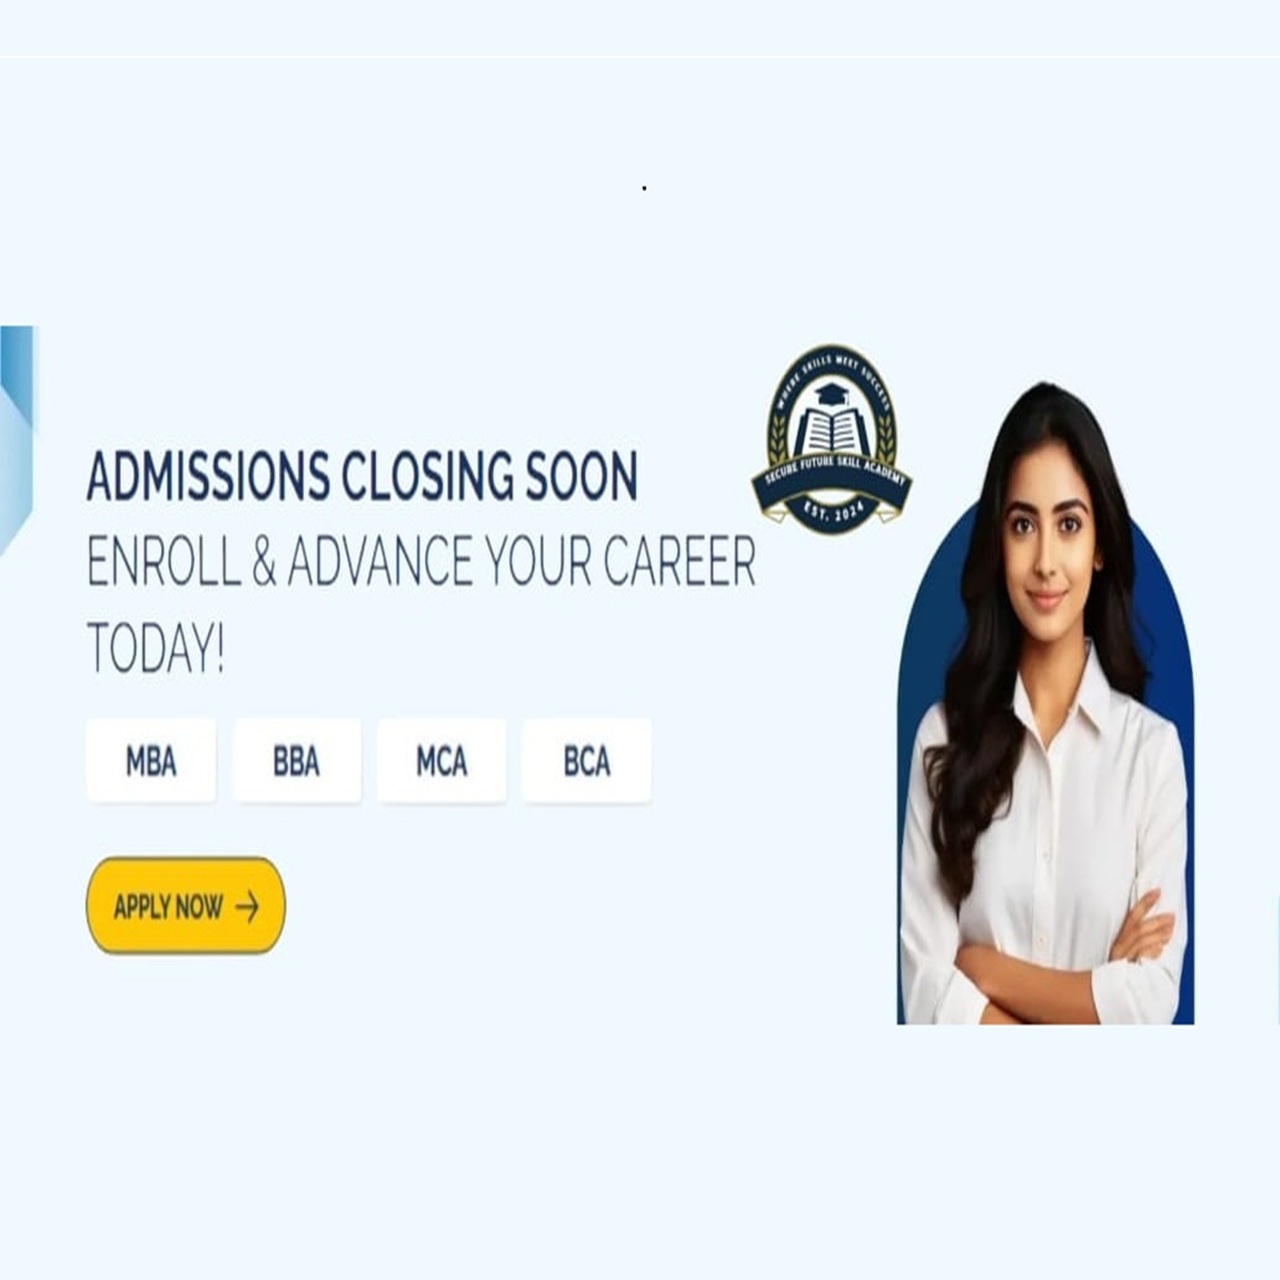 WHERE SKILLS MEET SUCCESS
SECURE FUTURE SKILL ACADEMY
EST. 2024
ADMISSIONS CLOSING SOON
ENROLL & ADVANCE YOUR CAREER
TODAY!
MBA BBA MCA BCA
APPLY NOW →